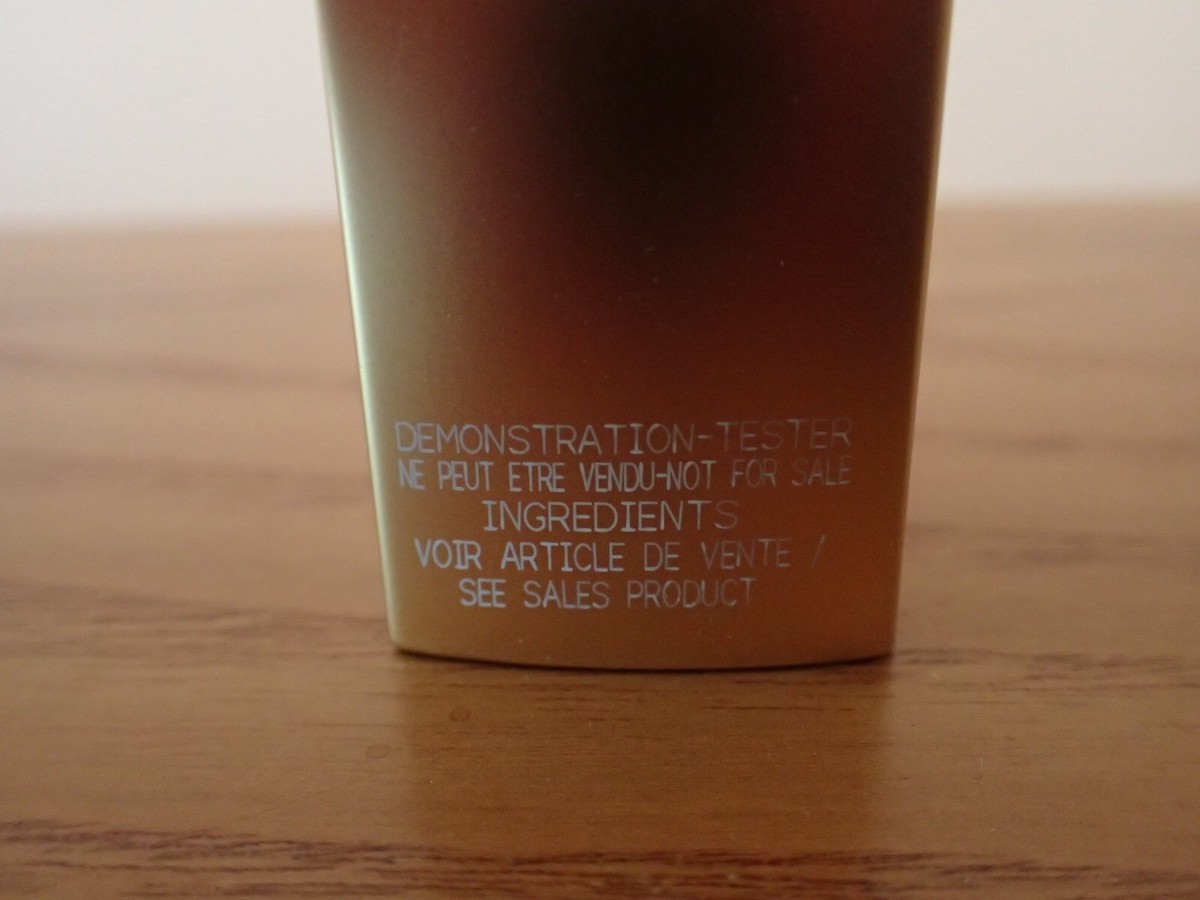 DEMONSTRATION-TESTER
NE PEUT ETRE VENDU-NOT FOR SALE
INGREDIENTS
VOIR ARTICLE DE VENTE /
SEE SALES PRODUCT